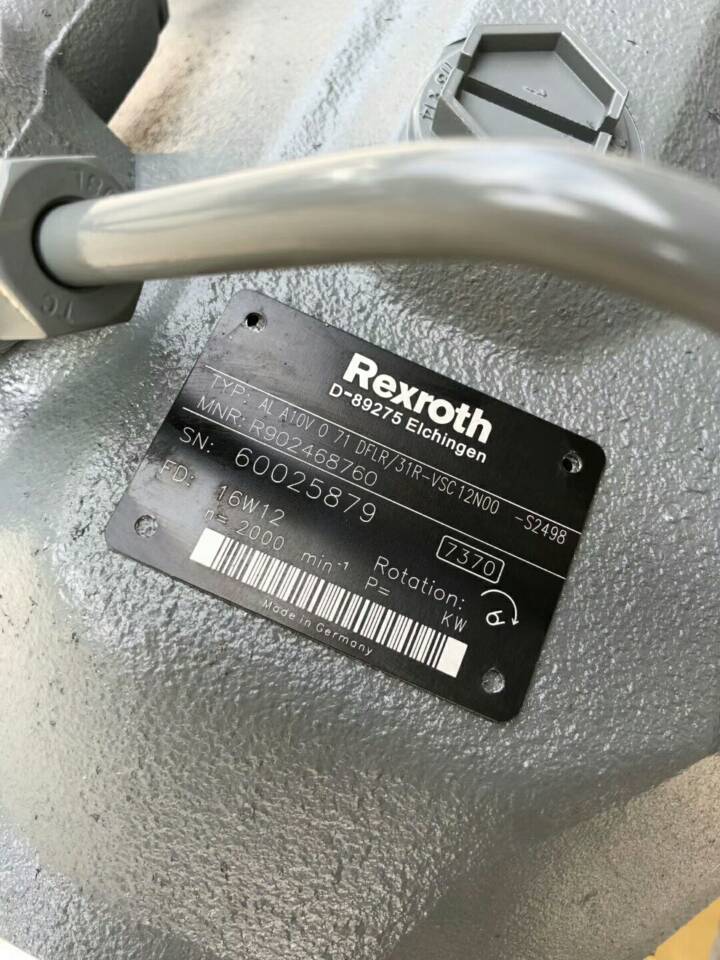 Rexroth
D-89275 Elchingen
TYP: AL A10V O 71 DFLR/31R-VSC12N00 -S2498
MNR: R902468760
SN: 60025879 7370
FD: 16W12 Rotation:
n= 2000 min⁻¹ P= KW
Made in Germany